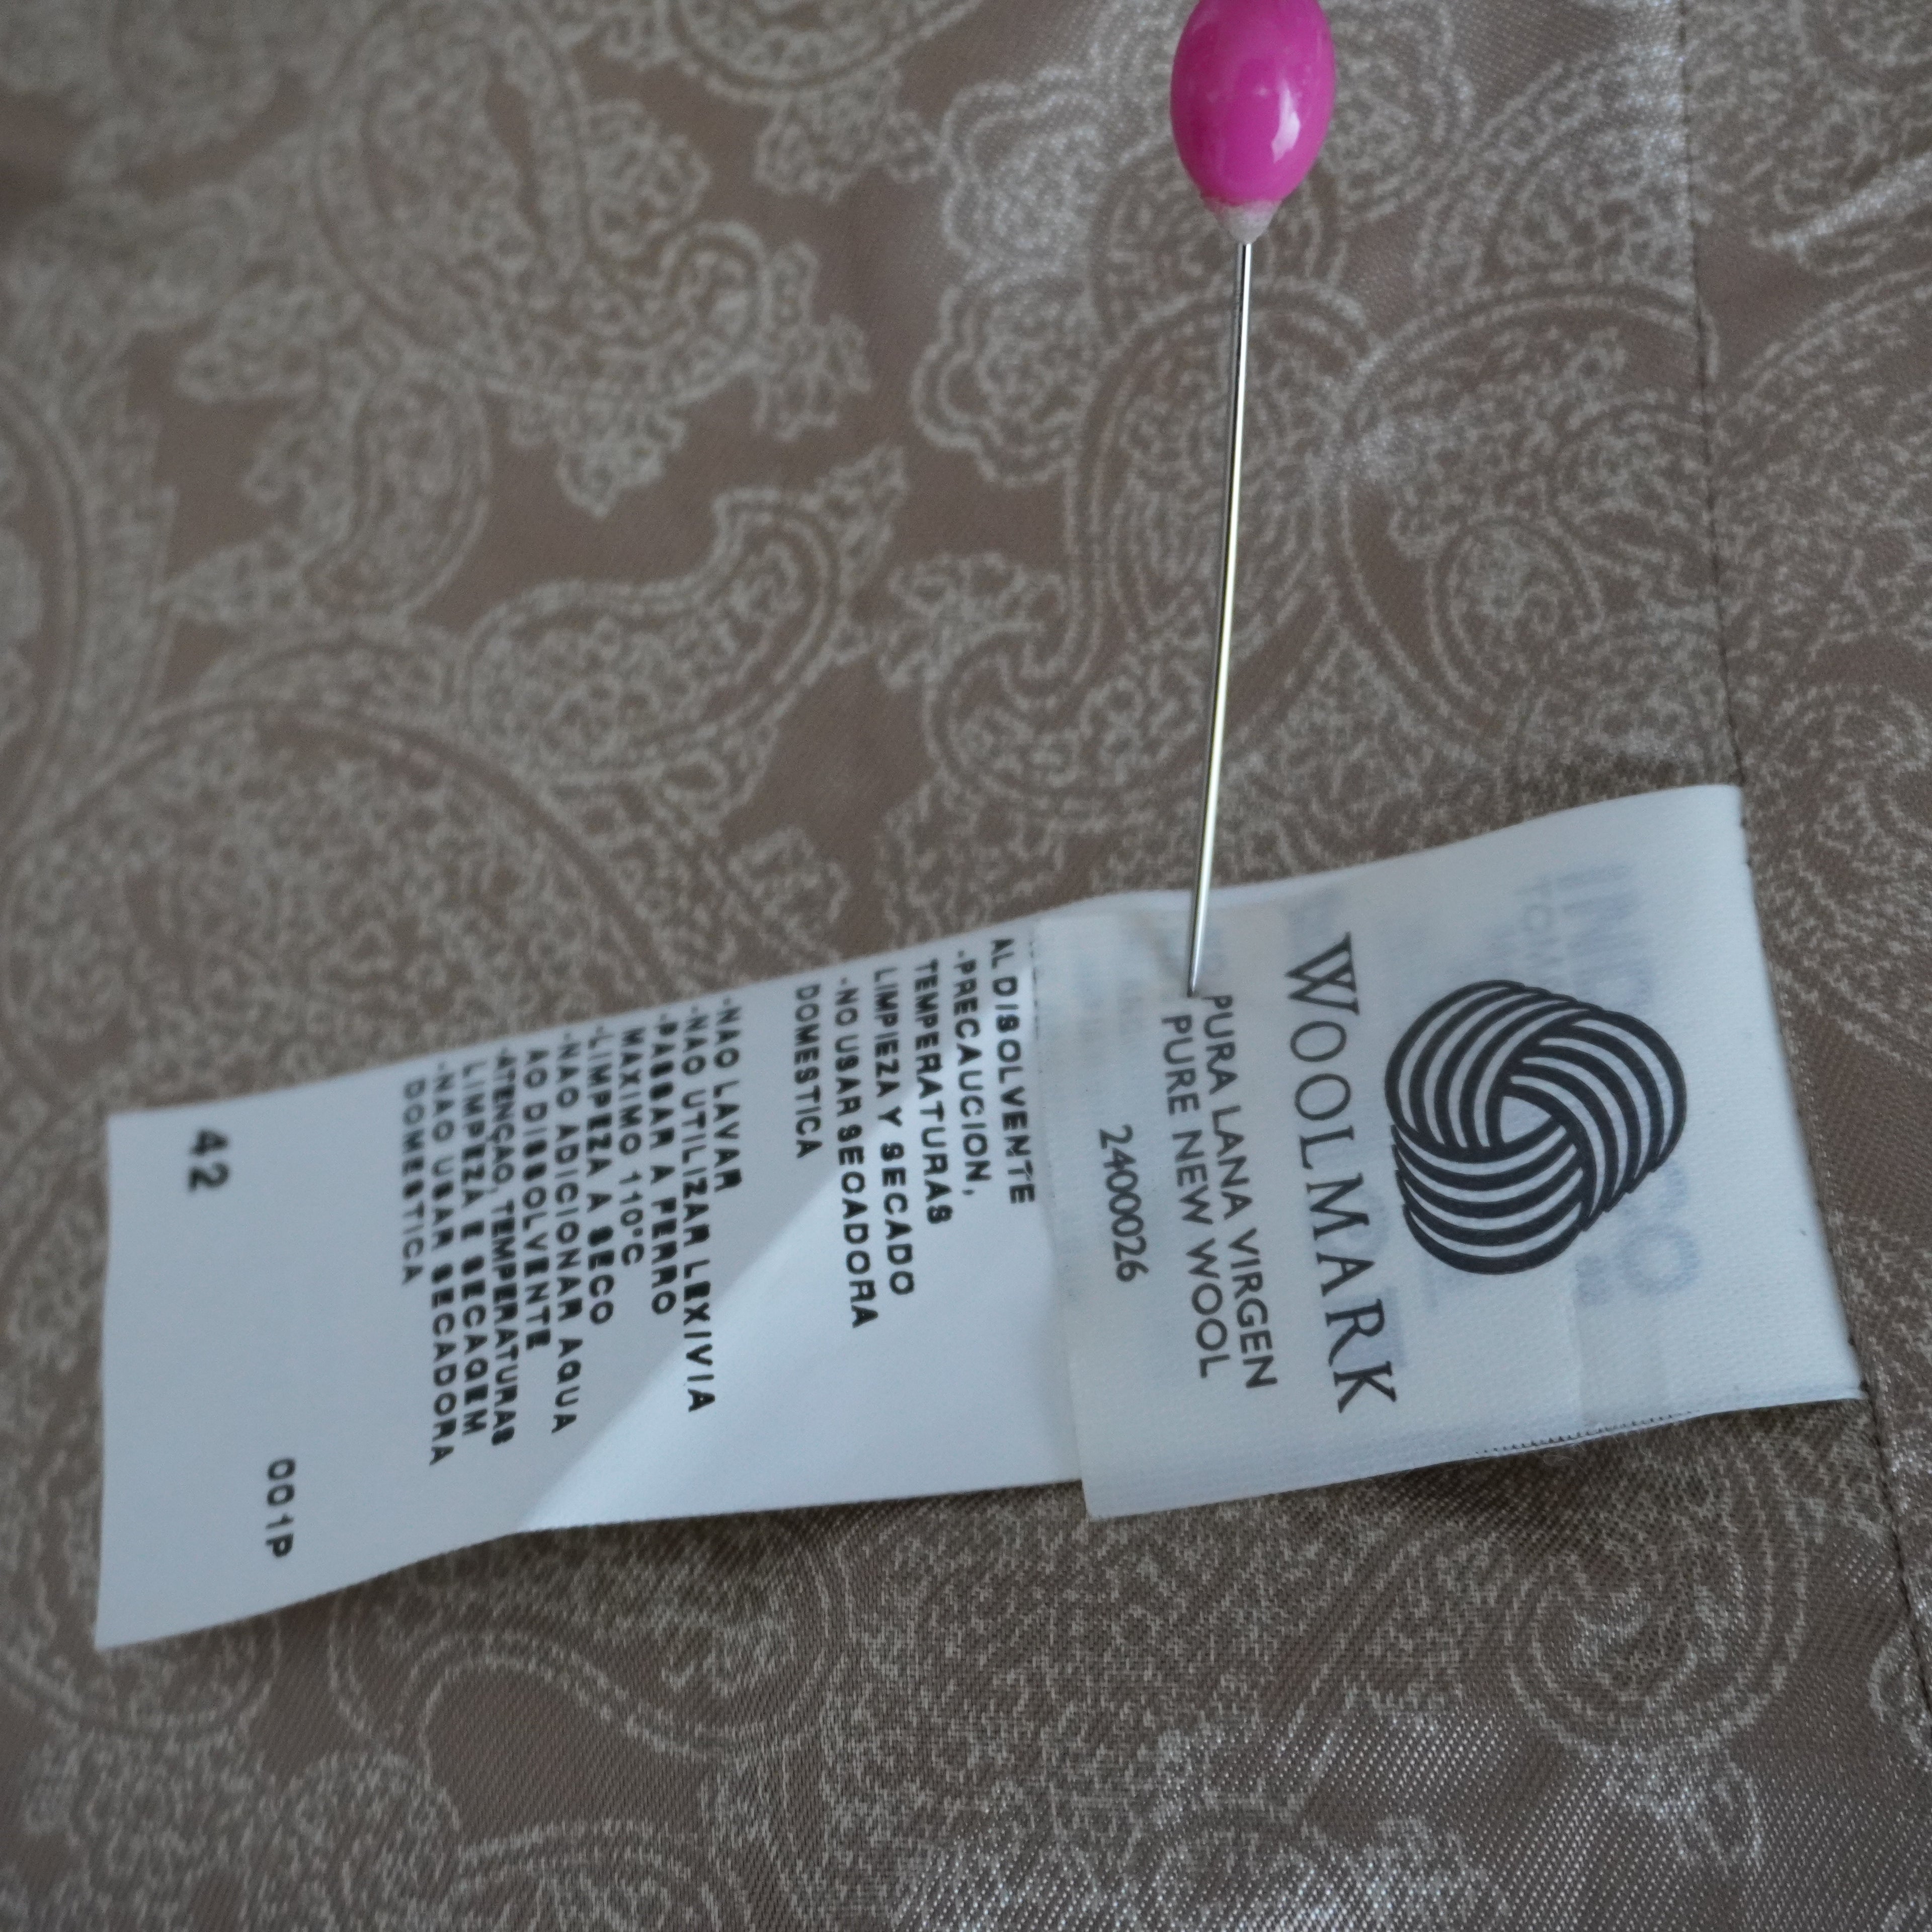 WOOLMARK
PURA LANA VIRGEN
PURE NEW WOOL
2400026
AL DISOLVENTE
-PRECAUCION,
TEMPERATURAS
LIMPIEZA Y SECADO
-NO USAR SECADORA
DOMESTICA
-NAO LAVAR
-NAO UTILIZAR LEXIVIA
-PASSAR A FERRO
MAXIMO 110°C
-LIMPEZA A SECO
-NAO ADICIONAR AQUA
AO DISSOLVENTE
-ATENÇAO, TEMPERATURAS
LIMPEZA E SECAGEM
-NAO USAR SECADORA
DOMESTICA
001P
42